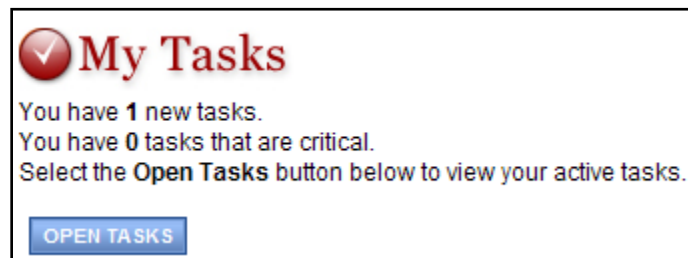 My Tasks
You have 1 new tasks.
You have 0 tasks that are critical.
Select the Open Tasks button below to view your active tasks.
OPEN TASKS